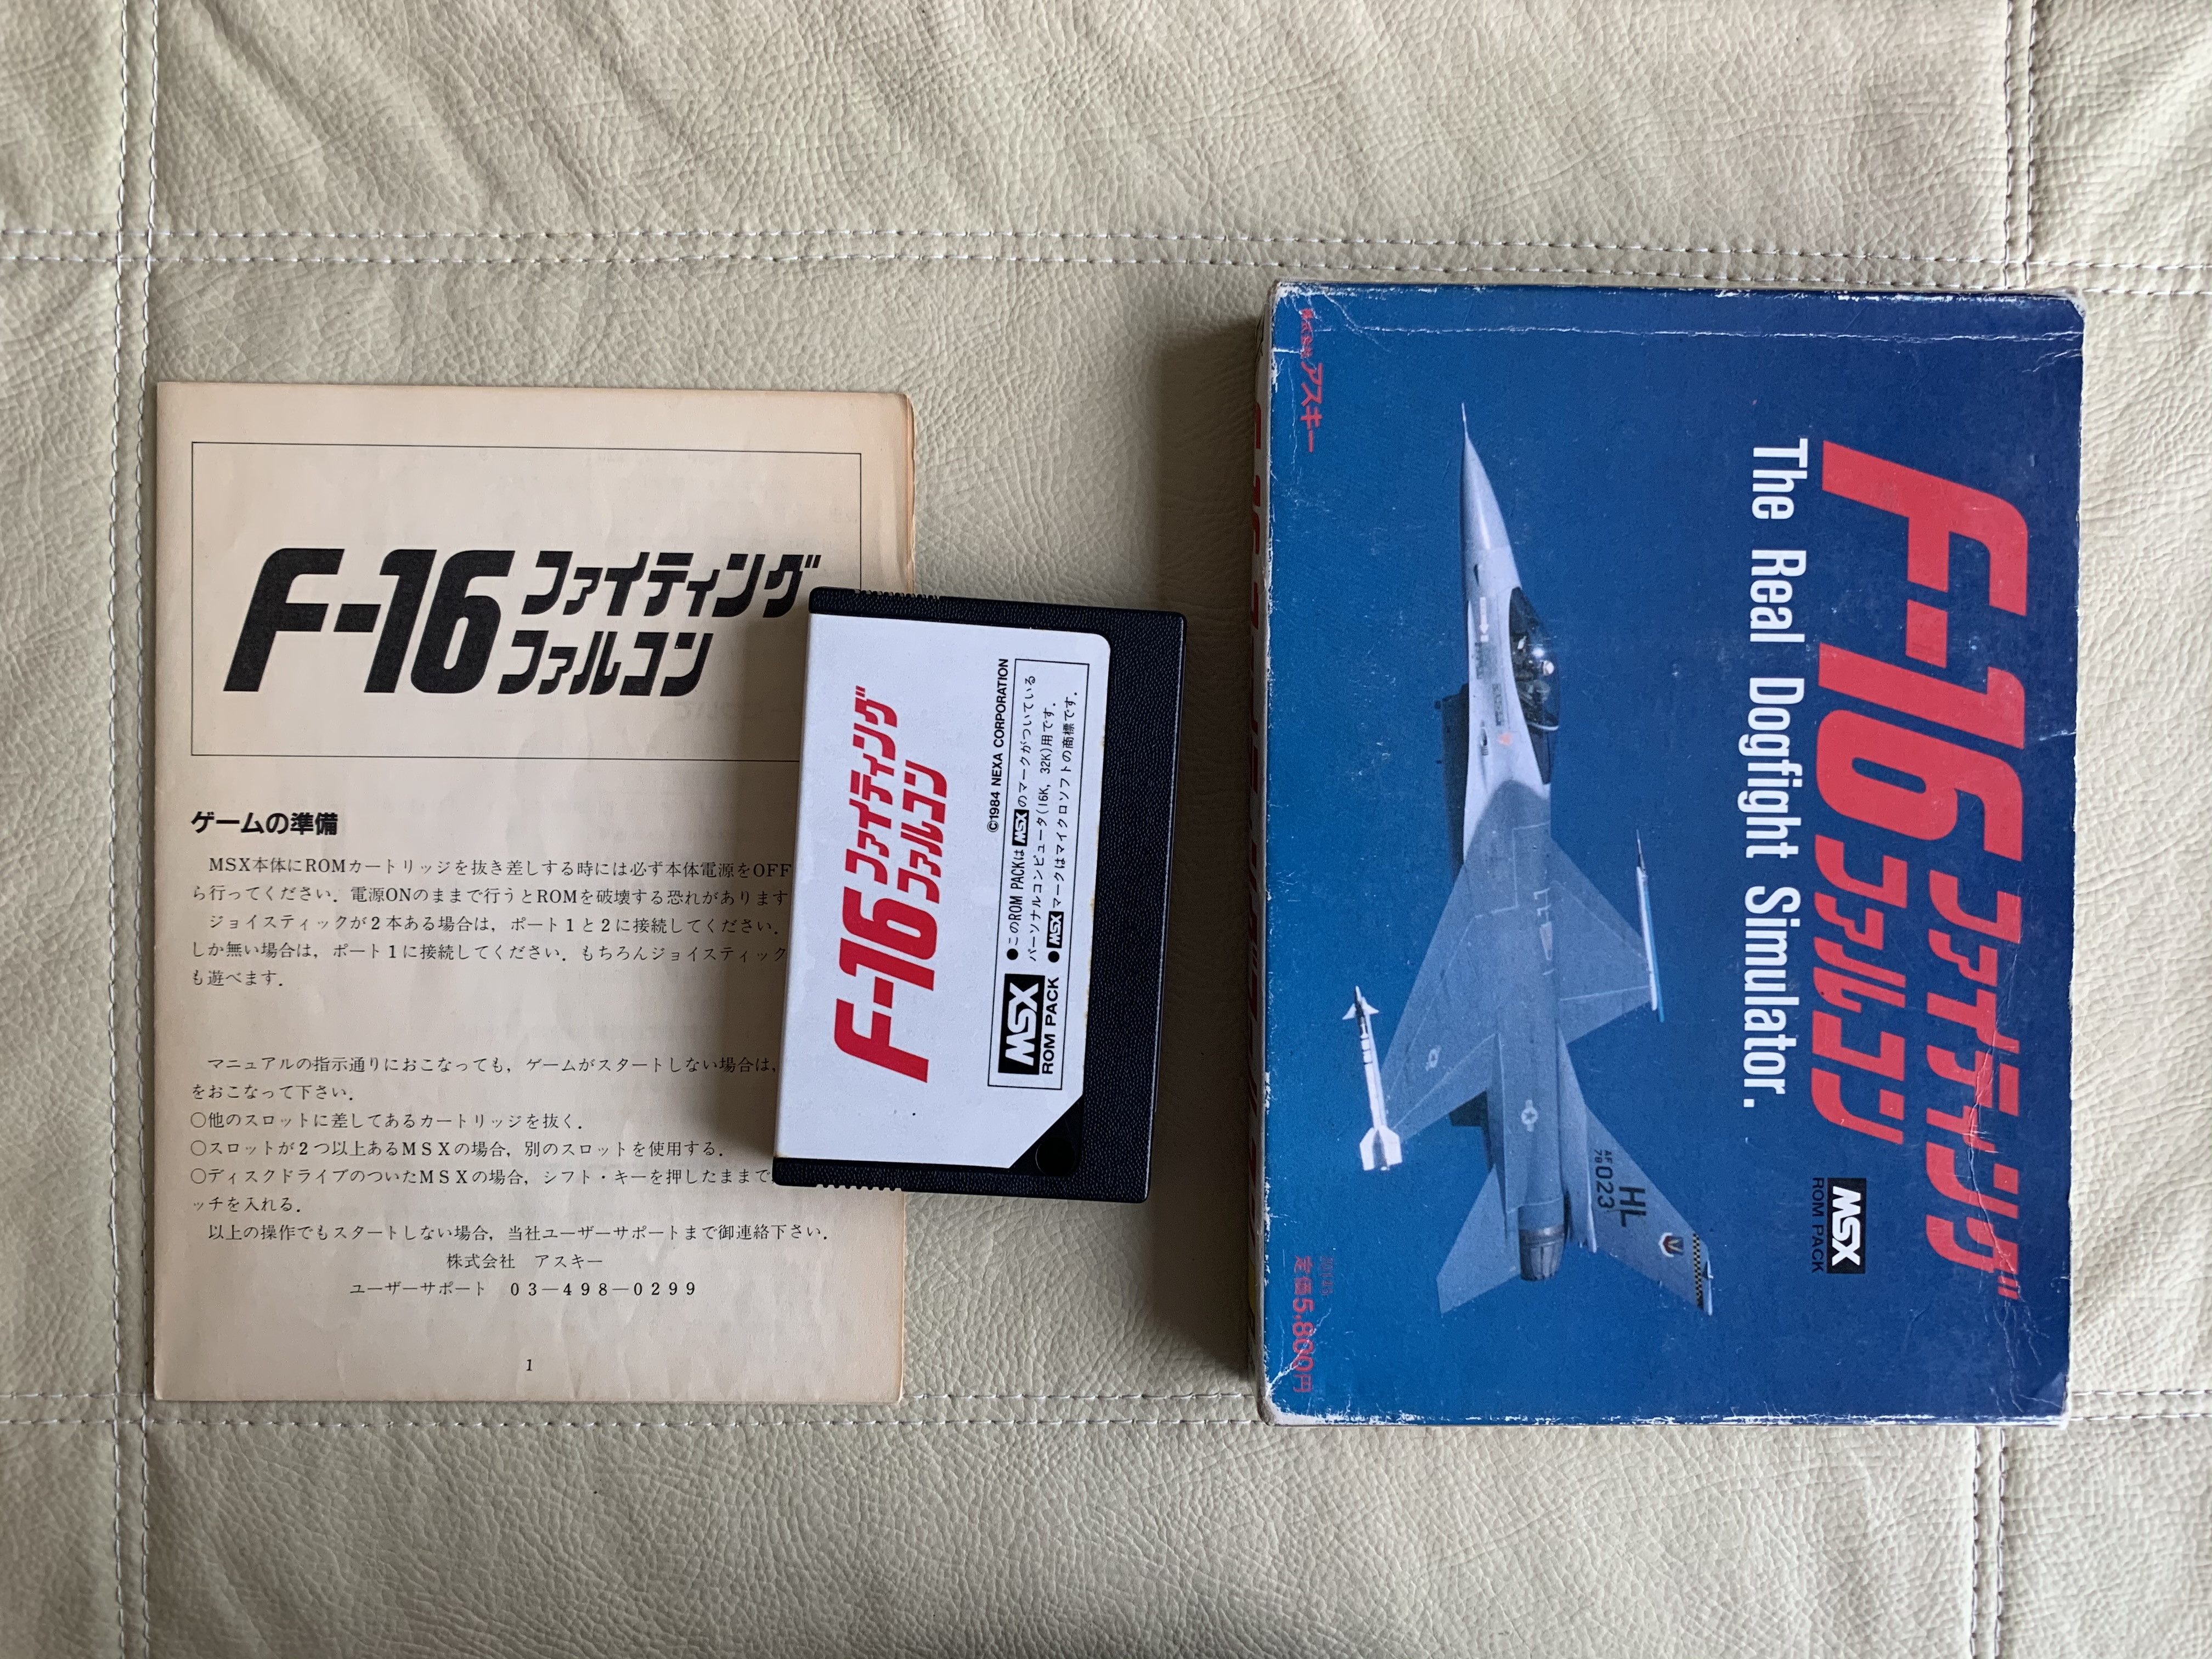 F-16 ファイティング
ファルコン
ゲームの準備
MSX本体にROMカートリッジを抜き差しする時には必ず本体電源をOFF
ら行ってください．電源ONのままで行うとROMを破壊する恐れがあります
ジョイスティックが2本ある場合は，ポート1と2に接続してください．
しか無い場合は，ポート1に接続してください．もちろんジョイスティック
も遊べます．
マニュアルの指示通りにおこなっても，ゲームがスタートしない場合は，
をおこなって下さい．
○他のスロットに差してあるカートリッジを抜く．
○スロットが2つ以上あるMSXの場合，別のスロットを使用する．
○ディスクドライブのついたMSXの場合，シフト・キーを押したままで
ッチを入れる．
以上の操作でもスタートしない場合，当社ユーザーサポートまで御連絡下さい．
株式会社　アスキー
ユーザーサポート　03－498－0299
1
F-16 ファイティング
ファルコン
©1984 NEXA CORPORATION
MSX
ROM PACK
●このROM PACKはMSXのマークがついている
パーソナルコンピュータ(16K, 32K)用です．
●MSXマークはマイクロソフトの商標です．
F-16 ファイティング
ファルコン
MSX
ROM PACK
The Real Dogfight Simulator.
HL
AF
78 023
株式会社アスキー
定価5,800円